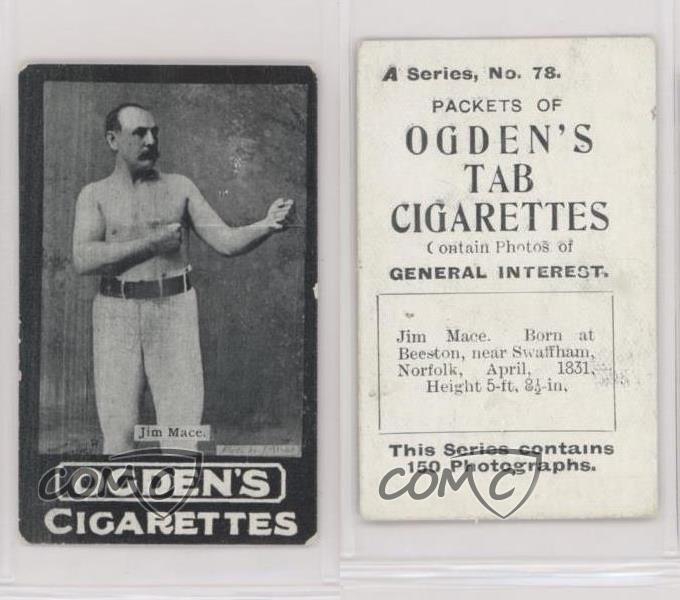 Jim Mace.
OGDEN'S
CIGARETTES
COMC
A Series, No. 78.
PACKETS OF
OGDEN'S
TAB
CIGARETTES
Contain Photos of
GENERAL INTEREST.
Jim Mace. Born at
Beeston, near Swaffham,
Norfolk, April, 1831,
Height 5-ft. 8½-in.
This Series contains
150 Photographs.
COMC